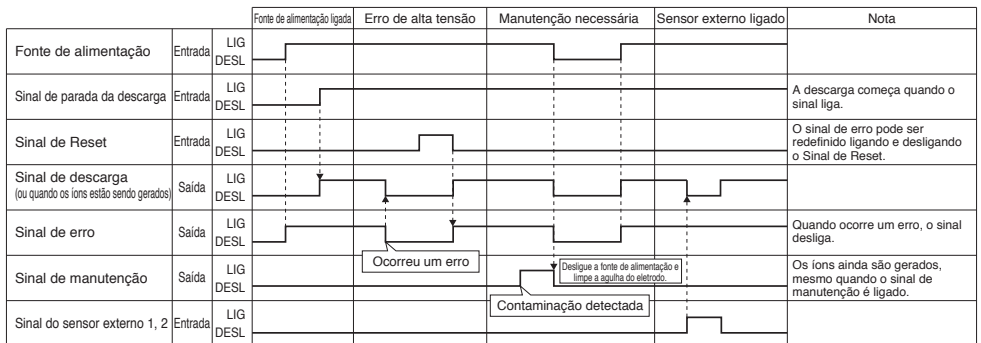 Fonte de alimentação ligada Erro de alta tensão Manutenção necessária Sensor externo ligado Nota
Fonte de alimentação Entrada LIG
DESL
Sinal de parada da descarga Entrada LIG
DESL
A descarga começa quando o
sinal liga.
Sinal de Reset Entrada LIG
DESL
O sinal de erro pode ser
redefinido ligando e desligando
o Sinal de Reset.
Sinal de descarga
(ou quando os íons estão sendo gerados) Saída LIG
DESL
Sinal de erro Saída LIG
DESL
Quando ocorre um erro, o sinal
desliga.
Ocorreu um erro
Sinal de manutenção Saída LIG
DESL
Desligue a fonte de alimentação e
limpe a agulha do eletrodo.
Contaminação detectada
Os íons ainda são gerados,
mesmo quando o sinal de
manutenção é ligado.
Sinal do sensor externo 1, 2 Entrada LIG
DESL